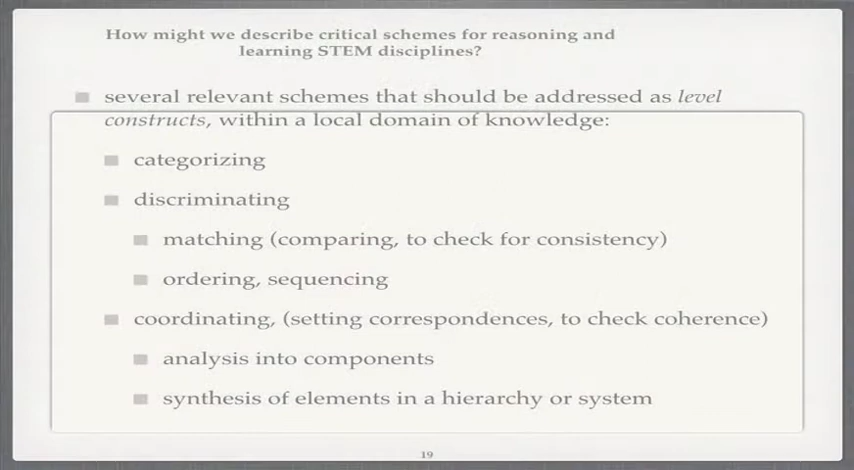 How might we describe critical schemes for reasoning and
learning STEM disciplines?
several relevant schemes that should be addressed as level
constructs, within a local domain of knowledge:
categorizing
discriminating
matching (comparing, to check for consistency)
ordering, sequencing
coordinating, (setting correspondences, to check coherence)
analysis into components
synthesis of elements in a hierarchy or system
19